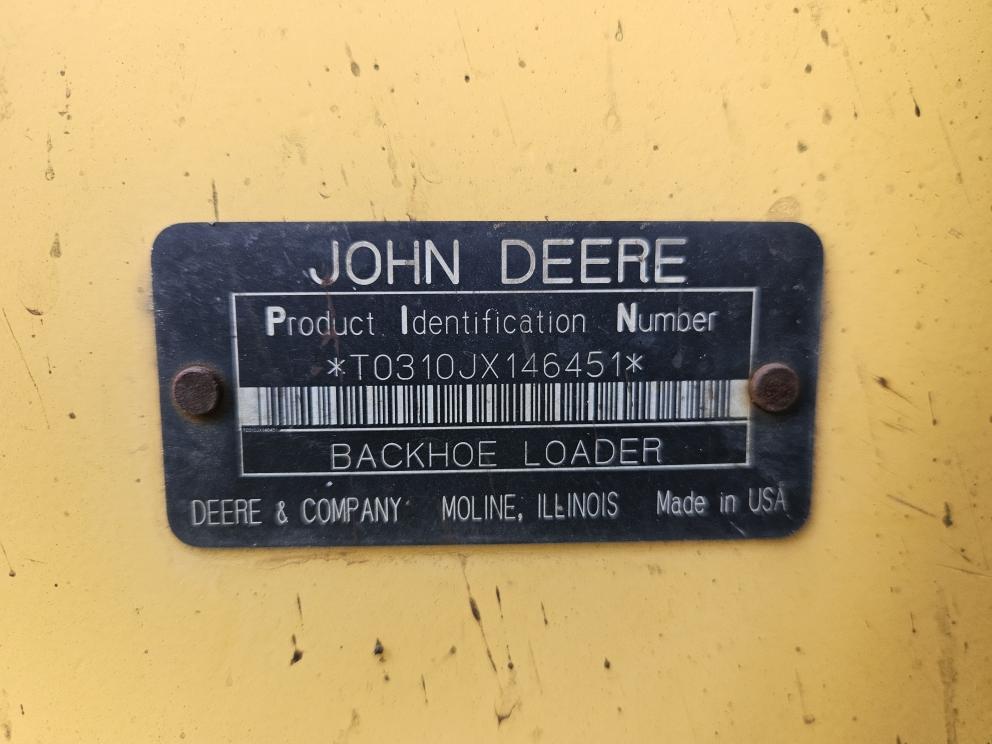 JOHN DEERE
Product Identification Number
*T0310JX146451*
BACKHOE LOADER
DEERE & COMPANY MOLINE, ILLINOIS Made in USA